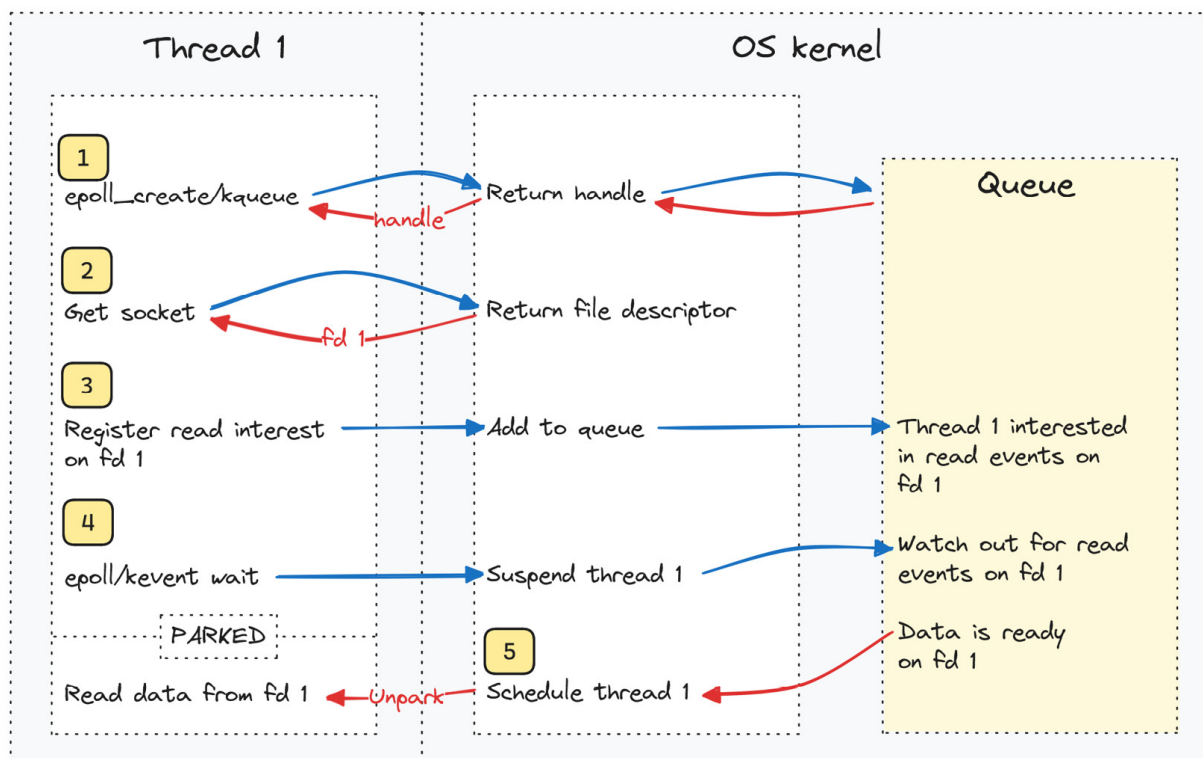 Thread 1
OS kernel
1
epoll_create/kqueue
handle
Return handle
Queue
2
Get socket
fd 1
Return file descriptor
3
Register read interest
on fd 1
Add to queue
Thread 1 interested
in read events on
fd 1
4
epoll/kevent wait
Suspend thread 1
Watch out for read
events on fd 1
PARKED
5
Data is ready
on fd 1
Read data from fd 1
Unpark
Schedule thread 1